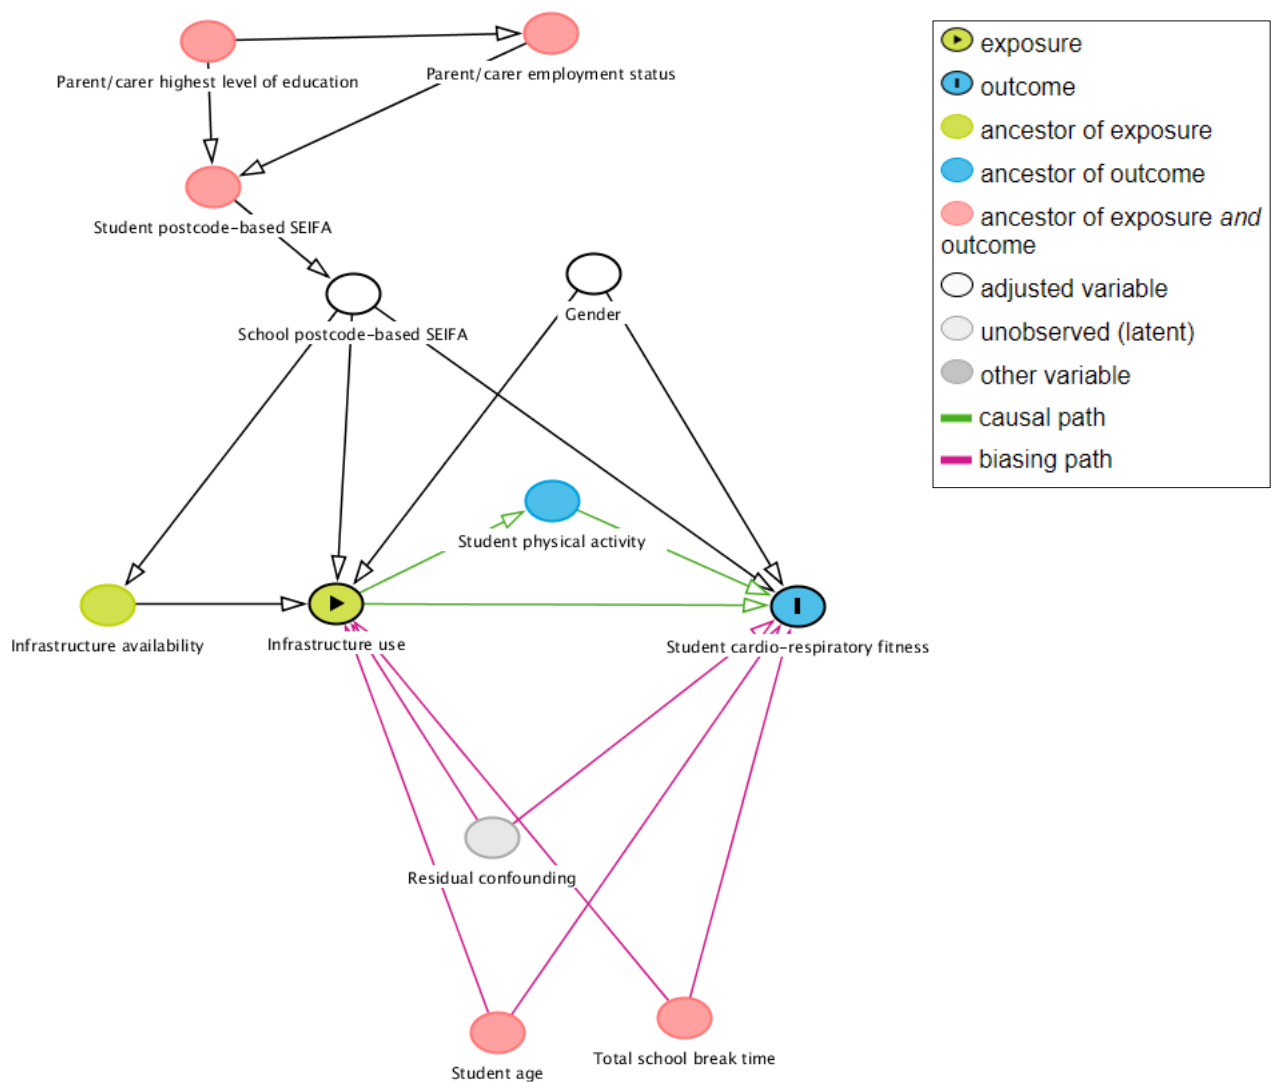 Parent/carer highest level of education
Parent/carer employment status
Student postcode-based SEIFA
School postcode-based SEIFA
Gender
Student physical activity
Infrastructure availability
Infrastructure use
Student cardio-respiratory fitness
Residual confounding
Student age
Total school break time
exposure
outcome
ancestor of exposure
ancestor of outcome
ancestor of exposure and
outcome
adjusted variable
unobserved (latent)
other variable
causal path
biasing path